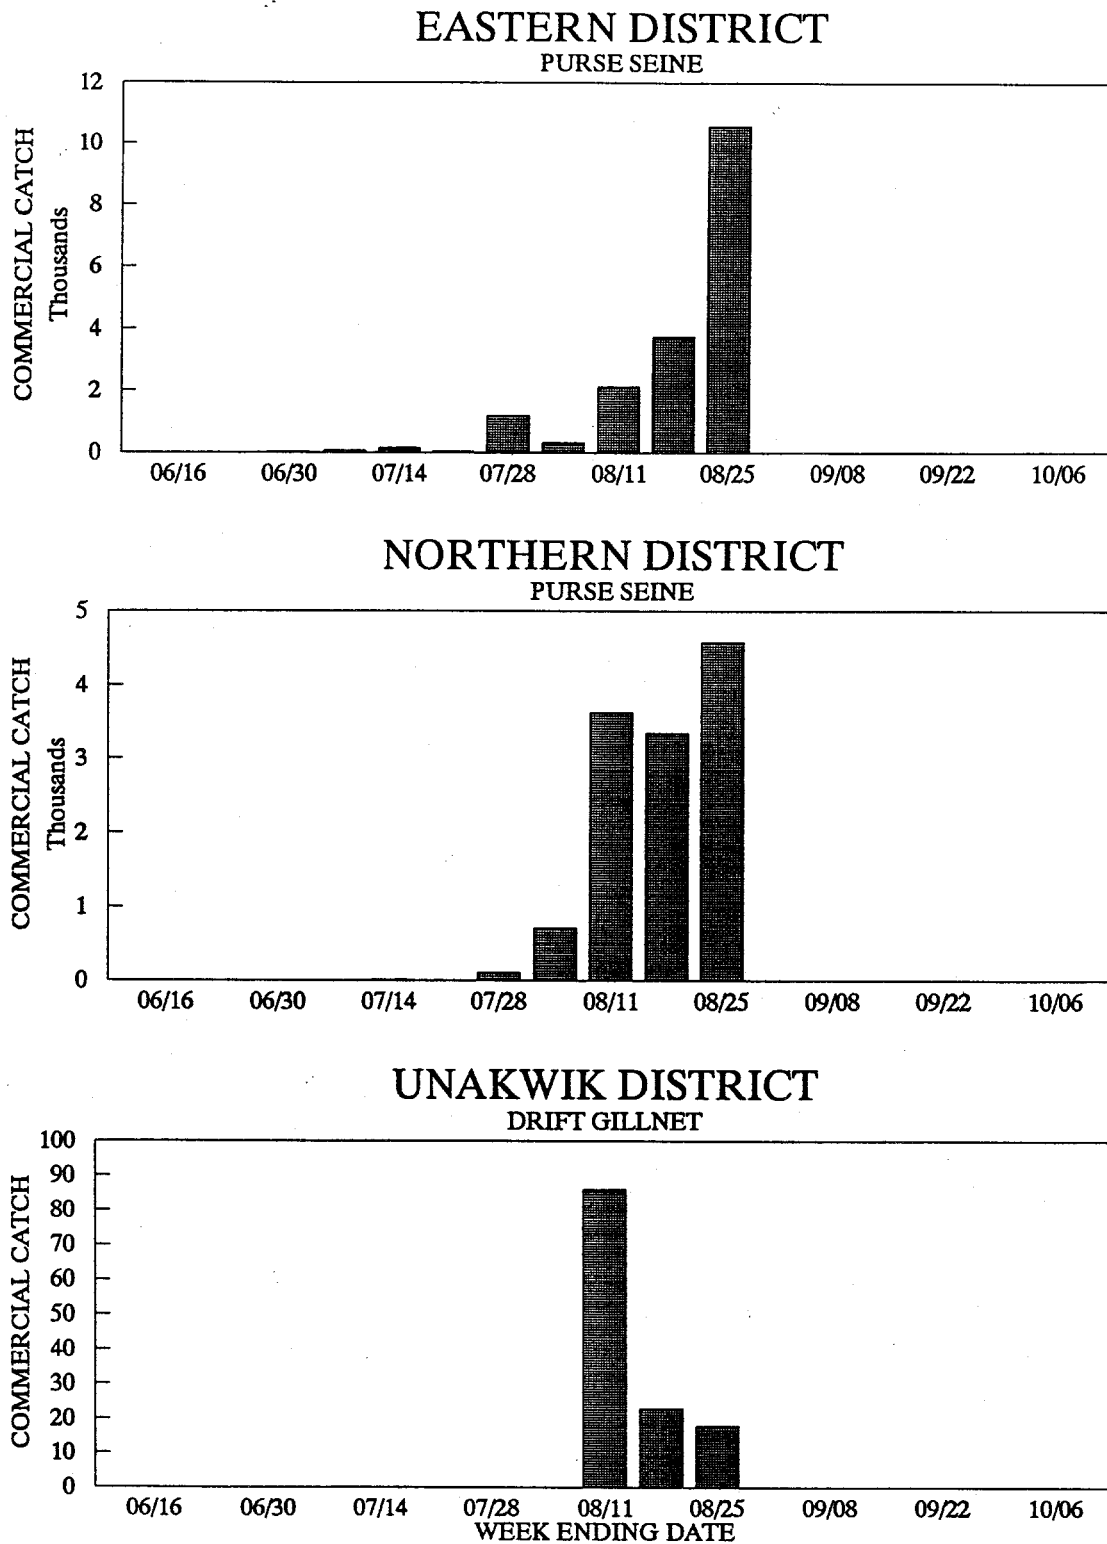 EASTERN DISTRICT
PURSE SEINE
COMMERCIAL CATCH
Thousands
12
10
8
6
4
2
0
06/16 06/30 07/14 07/28 08/11 08/25 09/08 09/22 10/06
NORTHERN DISTRICT
PURSE SEINE
COMMERCIAL CATCH
Thousands
5
4
3
2
1
0
06/16 06/30 07/14 07/28 08/11 08/25 09/08 09/22 10/06
UNAKWIK DISTRICT
DRIFT GILLNET
COMMERCIAL CATCH
100
90
80
70
60
50
40
30
20
10
0
06/16 06/30 07/14 07/28 08/11 08/25 09/08 09/22 10/06
WEEK ENDING DATE